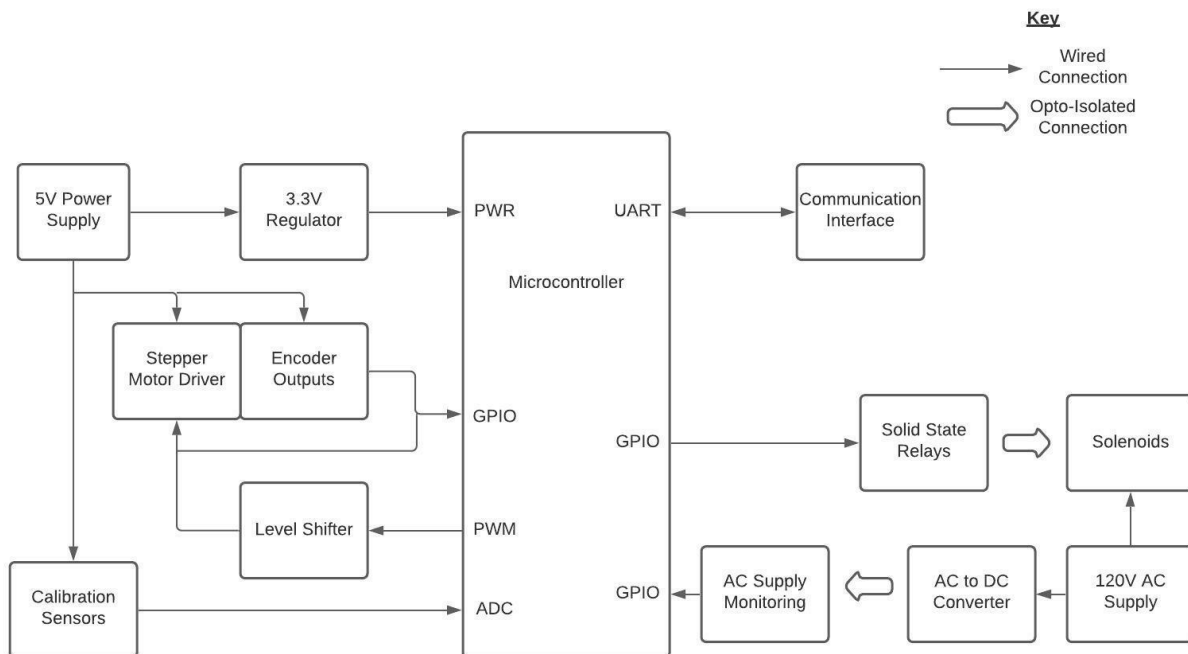 Key
Wired
Connection
Opto-Isolated
Connection
5V Power
Supply
3.3V
Regulator
PWR
UART
Communication
Interface
Microcontroller
Stepper
Motor Driver
Encoder
Outputs
GPIO
GPIO
Solid State
Relays
Solenoids
Level Shifter
PWM
Calibration
Sensors
ADC
GPIO
AC Supply
Monitoring
AC to DC
Converter
120V AC
Supply